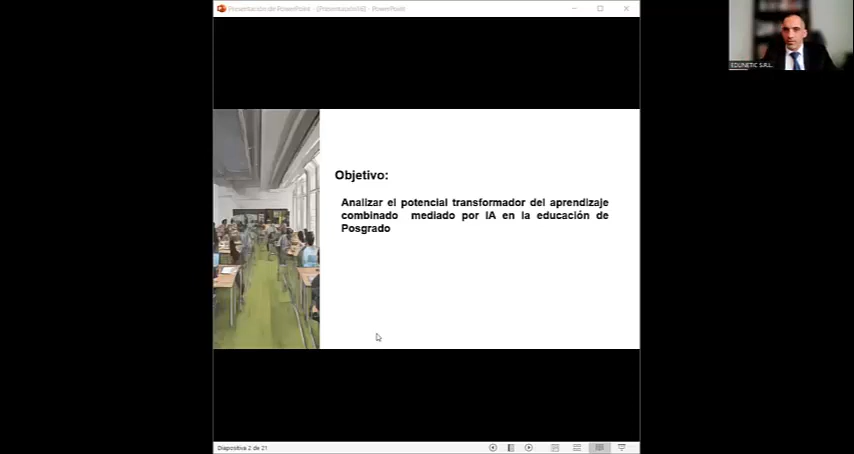 Presentación de PowerPoint - [Presentación5] - PowerPoint
EDUNETIC S.R.L.
Objetivo:
Analizar el potencial transformador del aprendizaje
combinado mediado por IA en la educación de
Posgrado
Diapositiva 2 de 21